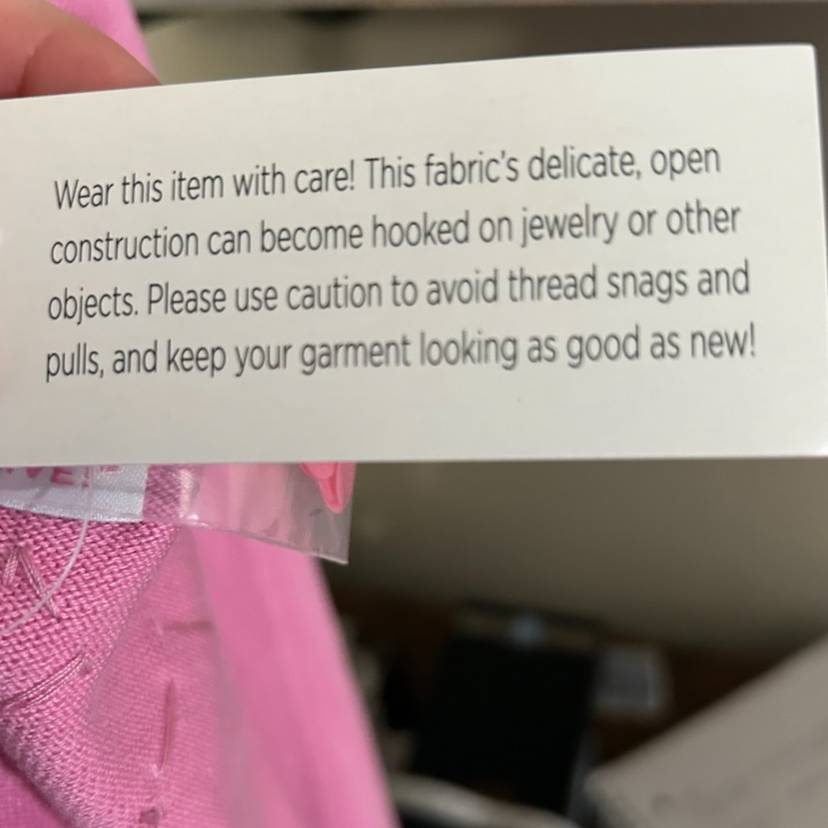 Wear this item with care! This fabric's delicate, open
construction can become hooked on jewelry or other
objects. Please use caution to avoid thread snags and
pulls, and keep your garment looking as good as new!